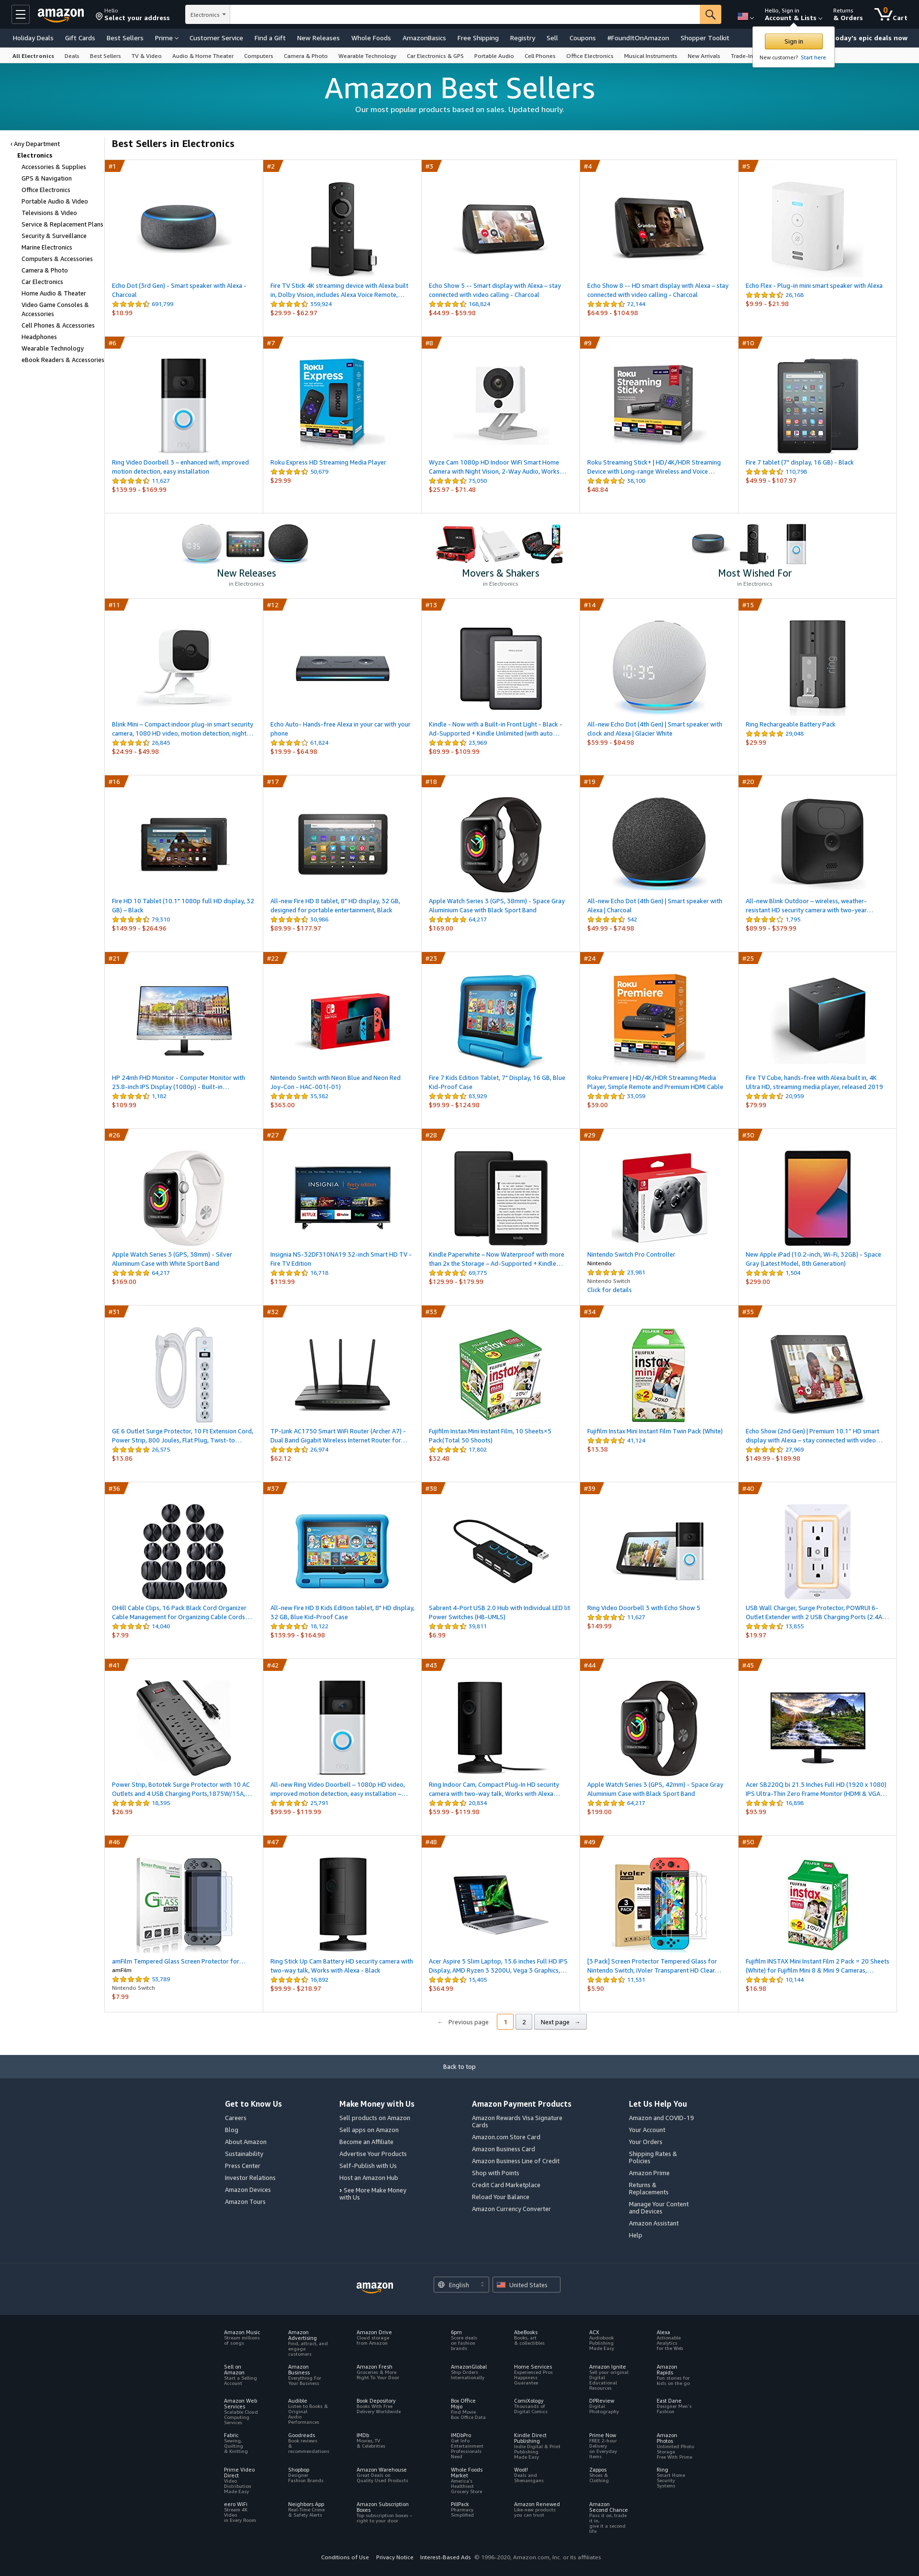 Hello
Select your address
amazon
Electronics
Hello, Sign in
Account & Lists
Returns
& Orders
0
Cart
Holiday Deals Gift Cards Best Sellers Prime Customer Service Find a Gift New Releases Whole Foods AmazonBasics Free Shipping Registry Sell Coupons #FoundItOnAmazon Shopper Toolkit
oday's epic deals now
Sign in
New customer? Start here.
All Electronics Deals Best Sellers TV & Video Audio & Home Theater Computers Camera & Photo Wearable Technology Car Electronics & GPS Portable Audio Cell Phones Office Electronics Musical Instruments New Arrivals Trade-In
Amazon Best Sellers
Our most popular products based on sales. Updated hourly.
‹ Any Department
Electronics
Accessories & Supplies
GPS & Navigation
Office Electronics
Portable Audio & Video
Televisions & Video
Service & Replacement Plans
Security & Surveillance
Marine Electronics
Computers & Accessories
Camera & Photo
Car Electronics
Home Audio & Theater
Video Game Consoles &
Accessories
Cell Phones & Accessories
Headphones
Wearable Technology
eBook Readers & Accessories
Best Sellers in Electronics
#1
Echo Dot (3rd Gen) - Smart speaker with Alexa -
Charcoal
691,799
$18.99
#2
Fire TV Stick 4K streaming device with Alexa built
in, Dolby Vision, includes Alexa Voice Remote,…
359,924
$29.99 - $62.97
#3
Echo Show 5 -- Smart display with Alexa – stay
connected with video calling - Charcoal
168,824
$44.99 - $59.98
#4
Echo Show 8 -- HD smart display with Alexa – stay
connected with video calling - Charcoal
72,144
$64.99 - $104.98
#5
Echo Flex - Plug-in mini smart speaker with Alexa
26,168
$9.99 - $21.98
#6
Ring Video Doorbell 3 – enhanced wifi, improved
motion detection, easy installation
11,627
$139.99 - $169.99
#7
Roku Express HD Streaming Media Player
50,679
$29.99
#8
Wyze Cam 1080p HD Indoor WiFi Smart Home
Camera with Night Vision, 2-Way Audio, Works…
75,050
$25.97 - $71.48
#9
Roku Streaming Stick+ | HD/4K/HDR Streaming
Device with Long-range Wireless and Voice…
38,100
$48.84
#10
Fire 7 tablet (7" display, 16 GB) - Black
110,798
$49.99 - $107.97
New Releases
in Electronics
Movers & Shakers
in Electronics
Most Wished For
in Electronics
#11
Blink Mini – Compact indoor plug-in smart security
camera, 1080 HD video, motion detection, night…
26,845
$24.99 - $49.98
#12
Echo Auto- Hands-free Alexa in your car with your
phone
61,824
$19.99 - $64.98
#13
Kindle - Now with a Built-in Front Light - Black -
Ad-Supported + Kindle Unlimited (with auto…
23,969
$89.99 - $109.99
#14
All-new Echo Dot (4th Gen) | Smart speaker with
clock and Alexa | Glacier White
$59.99 - $84.98
#15
Ring Rechargeable Battery Pack
29,048
$29.99
#16
Fire HD 10 Tablet (10.1" 1080p full HD display, 32
GB) – Black
79,310
$149.99 - $264.96
#17
All-new Fire HD 8 tablet, 8" HD display, 32 GB,
designed for portable entertainment, Black
30,986
$89.99 - $177.97
#18
Apple Watch Series 3 (GPS, 38mm) - Space Gray
Aluminium Case with Black Sport Band
64,217
$169.00
#19
All-new Echo Dot (4th Gen) | Smart speaker with
Alexa | Charcoal
542
$49.99 - $74.98
#20
All-new Blink Outdoor – wireless, weather-
resistant HD security camera with two-year…
1,795
$89.99 - $379.99
#21
HP 24mh FHD Monitor - Computer Monitor with
23.8-inch IPS Display (1080p) - Built-in…
1,182
$109.99
#22
Nintendo Switch with Neon Blue and Neon Red
Joy-Con - HAC-001(-01)
35,382
$363.00
#23
Fire 7 Kids Edition Tablet, 7" Display, 16 GB, Blue
Kid-Proof Case
83,929
$99.99 - $124.98
#24
Roku Premiere | HD/4K/HDR Streaming Media
Player, Simple Remote and Premium HDMI Cable
33,059
$39.00
#25
Fire TV Cube, hands-free with Alexa built in, 4K
Ultra HD, streaming media player, released 2019
20,959
$79.99
#26
Apple Watch Series 3 (GPS, 38mm) - Silver
Aluminum Case with White Sport Band
64,217
$169.00
#27
Insignia NS-32DF310NA19 32-inch Smart HD TV -
Fire TV Edition
16,718
$119.99
#28
Kindle Paperwhite – Now Waterproof with more
than 2x the Storage – Ad-Supported + Kindle…
69,775
$129.99 - $179.99
#29
Nintendo Switch Pro Controller
Nintendo
23,981
Nintendo Switch
Click for details
#30
New Apple iPad (10.2-inch, Wi-Fi, 32GB) - Space
Gray (Latest Model, 8th Generation)
1,504
$299.00
#31
GE 6 Outlet Surge Protector, 10 Ft Extension Cord,
Power Strip, 800 Joules, Flat Plug, Twist-to…
26,575
$13.86
#32
TP-Link AC1750 Smart WiFi Router (Archer A7) -
Dual Band Gigabit Wireless Internet Router for…
26,974
$62.12
#33
Fujifilm Instax Mini Instant Film, 10 Sheets×5
Pack(Total 50 Shoots)
17,802
$32.48
#34
Fujifilm Instax Mini Instant Film Twin Pack (White)
41,124
$13.38
#35
Echo Show (2nd Gen) | Premium 10.1" HD smart
display with Alexa – stay connected with video…
27,969
$149.99 - $189.98
#36
OHill Cable Clips, 16 Pack Black Cord Organizer
Cable Management for Organizing Cable Cords…
14,040
$7.99
#37
All-new Fire HD 8 Kids Edition tablet, 8" HD display,
32 GB, Blue Kid-Proof Case
18,122
$139.99 - $164.98
#38
Sabrent 4-Port USB 2.0 Hub with Individual LED lit
Power Switches (HB-UMLS)
39,811
$6.99
#39
Ring Video Doorbell 3 with Echo Show 5
11,627
$149.99
#40
USB Wall Charger, Surge Protector, POWRUI 6-
Outlet Extender with 2 USB Charging Ports (2.4A…
13,655
$19.97
#41
Power Strip, Bototek Surge Protector with 10 AC
Outlets and 4 USB Charging Ports,1875W/15A,…
16,395
$26.99
#42
All-new Ring Video Doorbell – 1080p HD video,
improved motion detection, easy installation –…
25,791
$99.99 - $119.99
#43
Ring Indoor Cam, Compact Plug-In HD security
camera with two-way talk, Works with Alexa…
20,834
$59.99 - $119.98
#44
Apple Watch Series 3 (GPS, 42mm) - Space Gray
Aluminium Case with Black Sport Band
64,217
$199.00
#45
Acer SB220Q bi 21.5 Inches Full HD (1920 x 1080)
IPS Ultra-Thin Zero Frame Monitor (HDMI & VGA…
16,898
$93.99
#46
amFilm Tempered Glass Screen Protector for…
amFilm
53,789
Nintendo Switch
$7.99
#47
Ring Stick Up Cam Battery HD security camera with
two-way talk, Works with Alexa - Black
16,892
$99.99 - $218.97
#48
Acer Aspire 5 Slim Laptop, 15.6 inches Full HD IPS
Display, AMD Ryzen 3 3200U, Vega 3 Graphics,…
15,405
$364.99
#49
[3 Pack] Screen Protector Tempered Glass for
Nintendo Switch, iVoler Transparent HD Clear…
11,531
$5.90
#50
Fujifilm INSTAX Mini Instant Film 2 Pack = 20 Sheets
(White) for Fujifilm Mini 8 & Mini 9 Cameras,…
10,144
$16.98
← Previous page 1 2 Next page →
Back to top
Get to Know Us
Careers
Blog
About Amazon
Sustainability
Press Center
Investor Relations
Amazon Devices
Amazon Tours
Make Money with Us
Sell products on Amazon
Sell apps on Amazon
Become an Affiliate
Advertise Your Products
Self-Publish with Us
Host an Amazon Hub
› See More Make Money
with Us
Amazon Payment Products
Amazon Rewards Visa Signature
Cards
Amazon.com Store Card
Amazon Business Card
Amazon Business Line of Credit
Shop with Points
Credit Card Marketplace
Reload Your Balance
Amazon Currency Converter
Let Us Help You
Amazon and COVID-19
Your Account
Your Orders
Shipping Rates &
Policies
Amazon Prime
Returns &
Replacements
Manage Your Content
and Devices
Amazon Assistant
Help
amazon
English
United States
Amazon Music
Stream millions
of songs
Amazon
Advertising
Find, attract, and
engage
customers
Amazon Drive
Cloud storage
from Amazon
6pm
Score deals
on fashion
brands
AbeBooks
Books, art
& collectibles
ACX
Audiobook
Publishing
Made Easy
Alexa
Actionable
Analytics
for the Web
Sell on
Amazon
Start a Selling
Account
Amazon
Business
Everything For
Your Business
Amazon Fresh
Groceries & More
Right To Your Door
AmazonGlobal
Ship Orders
Internationally
Home Services
Experienced Pros
Happiness
Guarantee
Amazon Ignite
Sell your original
Digital
Educational
Resources
Amazon
Rapids
Fun stories for
kids on the go
Amazon Web
Services
Scalable Cloud
Computing
Services
Audible
Listen to Books &
Original
Audio
Performances
Book Depository
Books With Free
Delivery Worldwide
Box Office
Mojo
Find Movie
Box Office Data
ComiXology
Thousands of
Digital Comics
DPReview
Digital
Photography
East Dane
Designer Men's
Fashion
Fabric
Sewing,
Quilting
& Knitting
Goodreads
Book reviews
&
recommendations
IMDb
Movies, TV
& Celebrities
IMDbPro
Get Info
Entertainment
Professionals
Need
Kindle Direct
Publishing
Indie Digital & Print
Publishing
Made Easy
Prime Now
FREE 2-hour
Delivery
on Everyday
Items
Amazon
Photos
Unlimited Photo
Storage
Free With Prime
Prime Video
Direct
Video
Distribution
Made Easy
Shopbop
Designer
Fashion Brands
Amazon Warehouse
Great Deals on
Quality Used Products
Whole Foods
Market
America's
Healthiest
Grocery Store
Woot!
Deals and
Shenanigans
Zappos
Shoes &
Clothing
Ring
Smart Home
Security
Systems
eero WiFi
Stream 4K
Video
in Every Room
Neighbors App
Real-Time Crime
& Safety Alerts
Amazon Subscription
Boxes
Top subscription boxes –
right to your door
PillPack
Pharmacy
Simplified
Amazon Renewed
Like-new products
you can trust
Amazon
Second Chance
Pass it on, trade
it in,
give it a second
life
Conditions of Use Privacy Notice Interest-Based Ads © 1996-2020, Amazon.com, Inc. or its affiliates